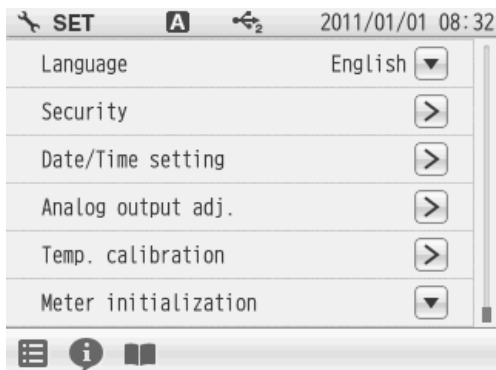 SET A 2 2011/01/01 08:32
Language English
Security
Date/Time setting
Analog output adj.
Temp. calibration
Meter initialization